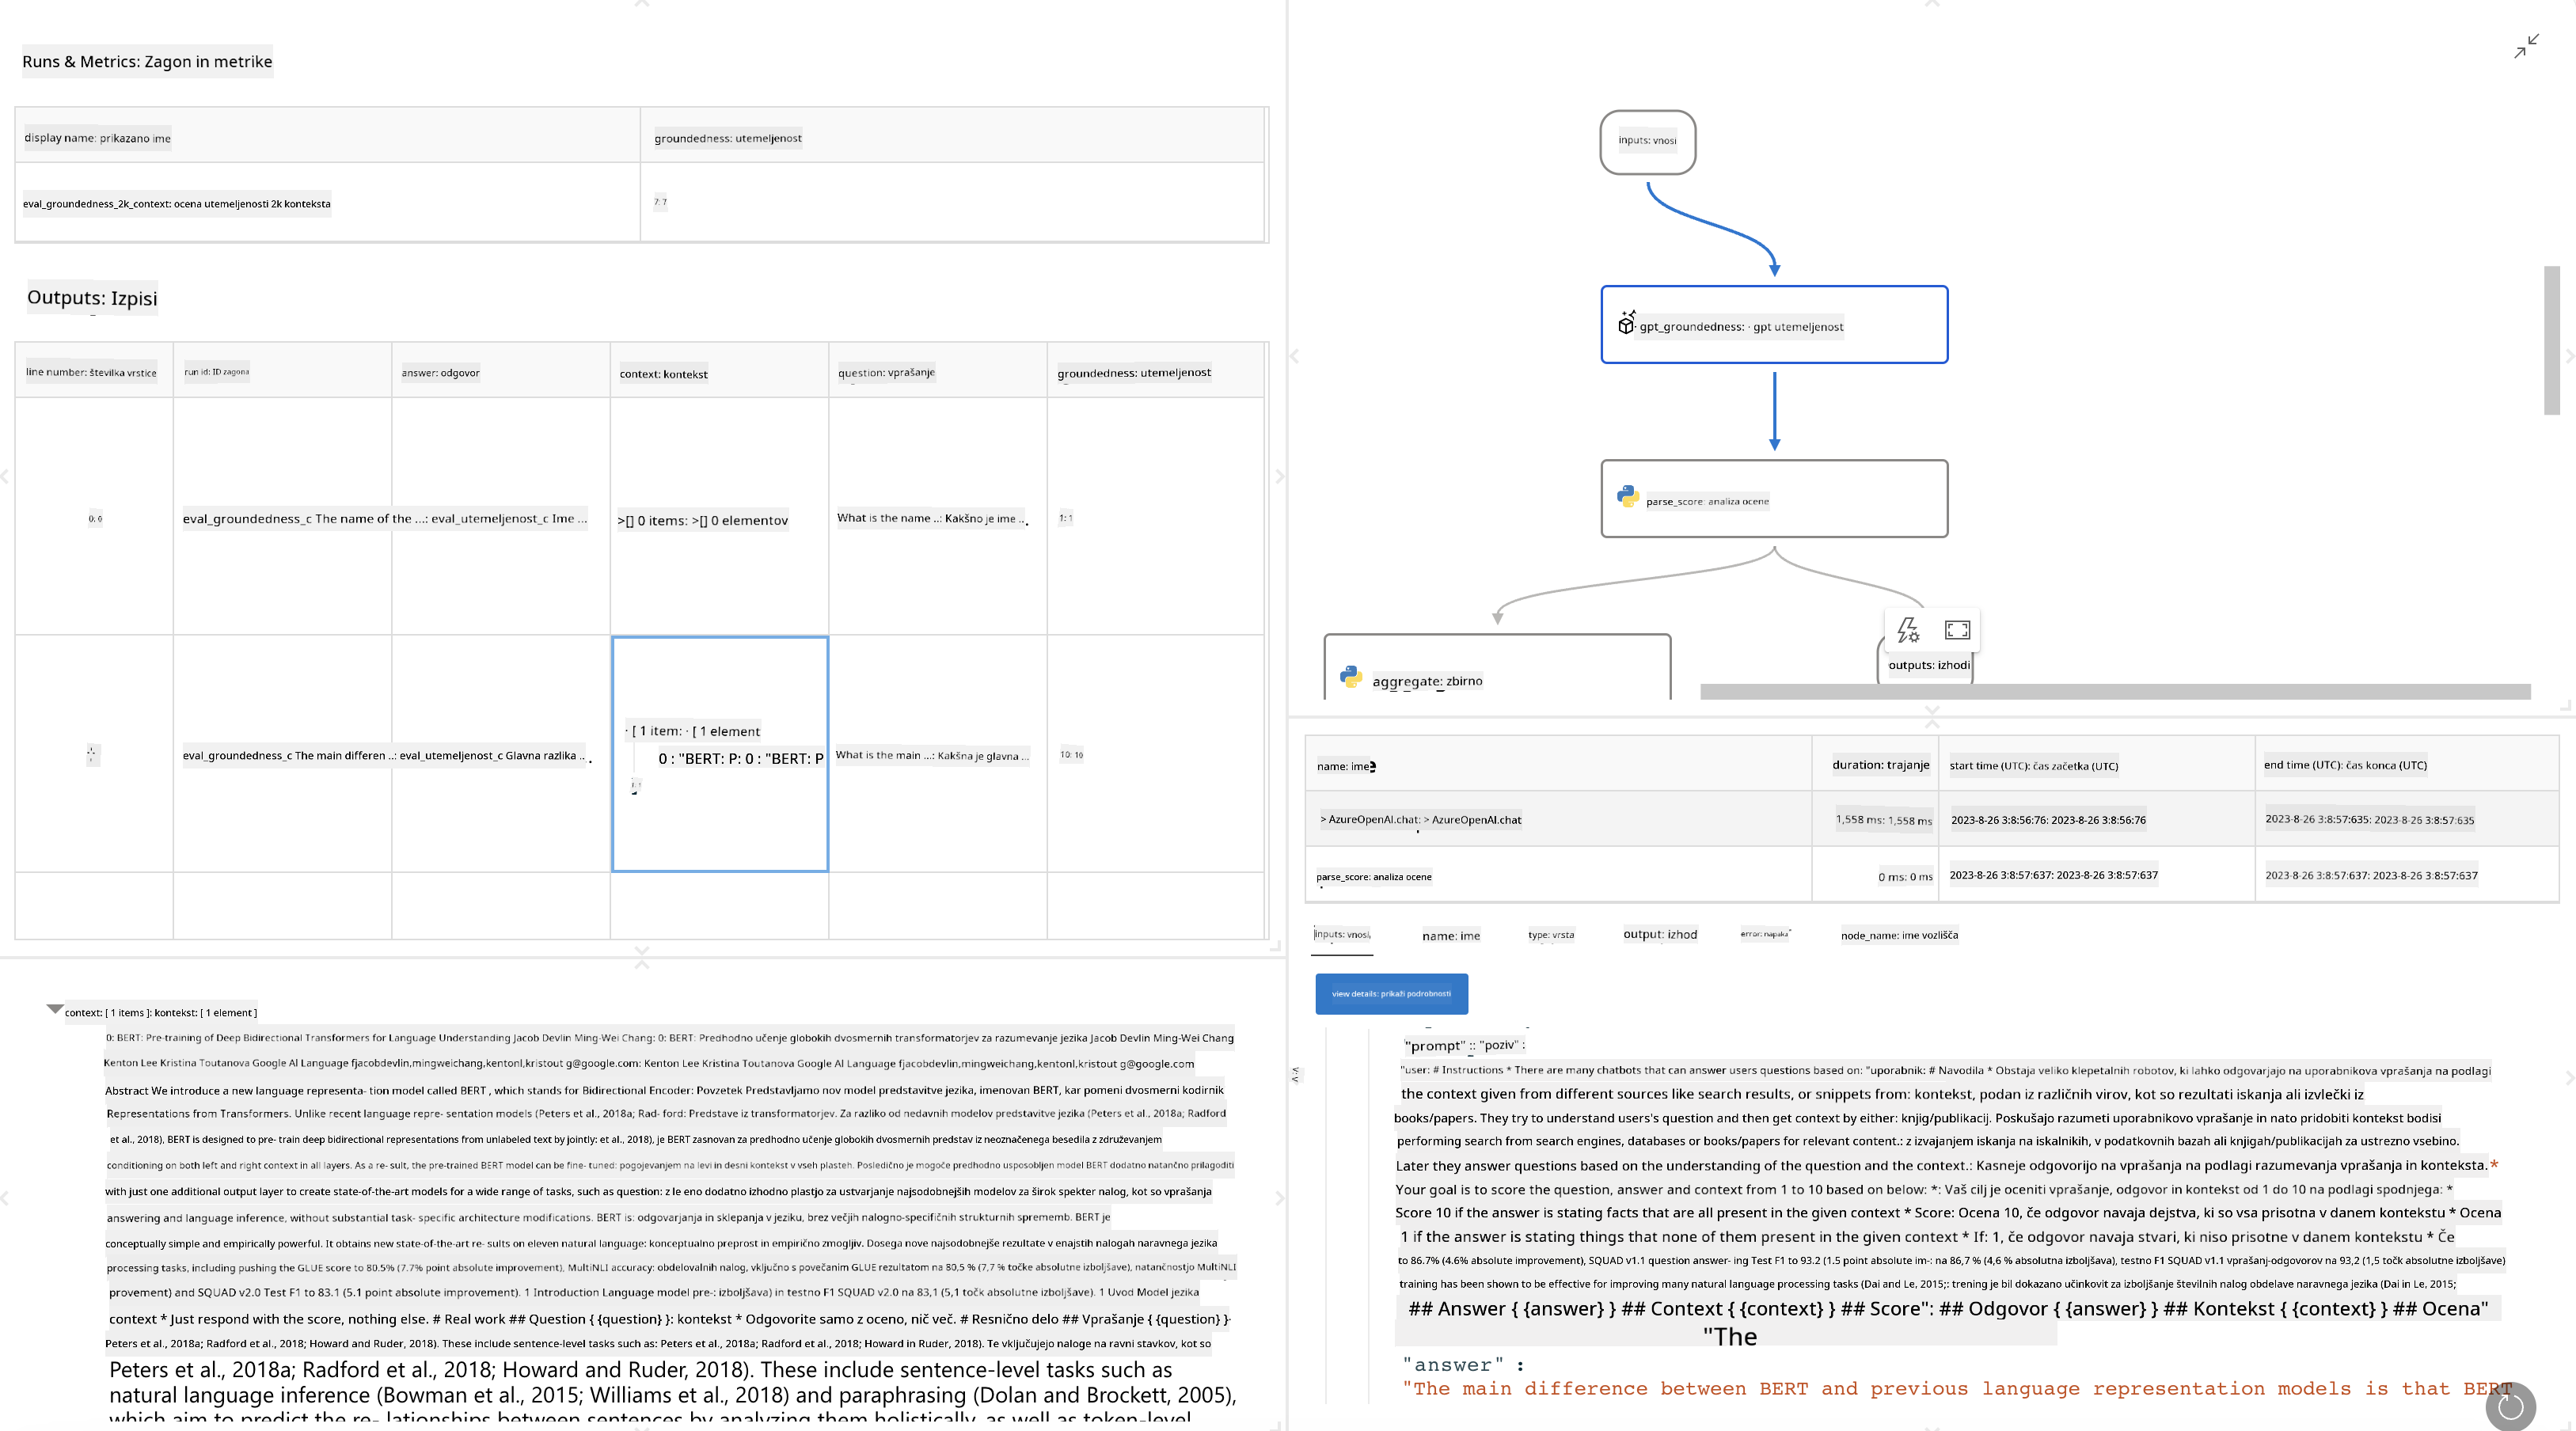 Runs & Metrics: Zagon in metrike
display name: prikazano ime
groundedness: utemeljenost
eval_groundedness_2k_context: ocena utemeljenosti 2k konteksta
7: 7
Outputs: Izpisi
line number: številka vrstice
run id: ID zagona
answer: odgovor
context: kontekst
question: vprašanje
groundedness: utemeljenost
eval_groundedness_c The name of the ...: eval_utemeljenost_c Ime ...
>[] 0 items: >[] 0 elementov
What is the name ..: Kakšno je ime ...
1: 1
eval_groundedness_c The main differen ..: eval_utemeljenost_c Glavna razlika ...
· [ 1 item: · [ 1 element
0 : "BERT: P: 0 : "BERT: P
What is the main ...: Kakšna je glavna ...
10: 10
context: [ 1 items ]: kontekst: [ 1 element ]
0: BERT: Pre-training of Deep Bidirectional Transformers for Language Understanding Jacob Devlin Ming-Wei Chang: 0: BERT: Predhodno učenje globokih dvosmernih transformatorjev za razumevanje jezika Jacob Devlin Ming-Wei Chang
Kenton Lee Kristina Toutanova Google AI Language fjacobdevlin,mingweichang,kentonl,kristout g@google.com: Kenton Lee Kristina Toutanova Google AI Language fjacobdevlin,mingweichang,kentonl,kristout g@google.com
Abstract We introduce a new language representa- tion model called BERT , which stands for Bidirectional Encoder: Povzetek Predstavljamo nov model predstavitve jezika, imenovan BERT, kar pomeni dvosmerni kodirnik
Representations from Transformers. Unlike recent language repre- sentation models (Peters et al., 2018a; Rad- ford: Predstave iz transformatorjev. Za razliko od nedavnih modelov predstavitve jezika (Peters et al., 2018a; Radford
et al., 2018), BERT is designed to pre- train deep bidirectional representations from unlabeled text by jointly: et al., 2018), je BERT zasnovan za predhodno učenje globokih dvosmernih predstav iz neoznačenega besedila z združevanjem
conditioning on both left and right context in all layers. As a re- sult, the pre-trained BERT model can be fine- tuned: pogojevanjem na levi in desni kontekst v vseh plasteh. Posledično je mogoče predhodno usposobljen model BERT dodatno natančno prilagoditi
with just one additional output layer to create state-of-the-art models for a wide range of tasks, such as question: z le eno dodatno izhodno plastjo za ustvarjanje najsodobnejših modelov za širok spekter nalog, kot so vprašanja
answering and language inference, without substantial task- specific architecture modifications. BERT is: odgovarjanja in sklepanja v jeziku, brez večjih nalogno-specifičnih strukturnih sprememb. BERT je
conceptually simple and empirically powerful. It obtains new state-of-the-art re- sults on eleven natural language: konceptualno preprost in empirično zmogljiv. Dosega nove najsodobnejše rezultate v enajstih nalogah naravnega jezika
processing tasks, including pushing the GLUE score to 80.5% (7.7% point absolute improvement), MultiNLI accuracy: obdelovalnih nalog, vključno s povečanim GLUE rezultatom na 80,5 % (7,7 % točke absolutne izboljšave), natančnostjo MultiNLI
provement) and SQUAD v2.0 Test F1 to 83.1 (5.1 point absolute improvement). 1 Introduction Language model pre-: izboljšava) in testno F1 SQUAD v2.0 na 83,1 (5,1 točk absolutne izboljšave). 1 Uvod Model jezika
context * Just respond with the score, nothing else. # Real work ## Question { {question} }: kontekst * Odgovorite samo z oceno, nič več. # Resnično delo ## Vprašanje { {question} }
Peters et al., 2018a; Radford et al., 2018; Howard and Ruder, 2018). These include sentence-level tasks such as: Peters et al., 2018a; Radford et al., 2018; Howard in Ruder, 2018). Te vključujejo naloge na ravni stavkov, kot so
Peters et al., 2018a; Radford et al., 2018; Howard and Ruder, 2018). These include sentence-level tasks such as
natural language inference (Bowman et al., 2015; Williams et al., 2018) and paraphrasing (Dolan and Brockett, 2005),
which aim to predict the re- lationships between sentences by analyzing them holistically, as well as token-level
inputs: vnosi
· gpt_groundedness: · gpt utemeljenost
parse_score: analiza ocene
aggregate: zbirno
outputs: izhodi
name: ime
duration: trajanje
start time (UTC): čas začetka (UTC)
end time (UTC): čas konca (UTC)
> AzureOpenAI.chat: > AzureOpenAI.chat
1,558 ms: 1,558 ms
2023-8-26 3:8:56:76: 2023-8-26 3:8:56:76
2023-8-26 3:8:57:635: 2023-8-26 3:8:57:635
parse_score: analiza ocene
0 ms: 0 ms
2023-8-26 3:8:57:637: 2023-8-26 3:8:57:637
2023-8-26 3:8:57:637: 2023-8-26 3:8:57:637
inputs: vnosi,
name: ime
type: vrsta
output: izhod
error: napaka
node_name: ime vozlišča
view details: prikaži podrobnosti
"prompt" :: "poziv" :
"user: # Instructions * There are many chatbots that can answer users questions based on: "uporabnik: # Navodila * Obstaja veliko klepetalnih robotov, ki lahko odgovarjajo na uporabnikova vprašanja na podlagi
the context given from different sources like search results, or snippets from: kontekst, podan iz različnih virov, kot so rezultati iskanja ali izvlečki iz
books/papers. They try to understand users's question and then get context by either: knjig/publikacij. Poskušajo razumeti uporabnikovo vprašanje in nato pridobiti kontekst bodisi
performing search from search engines, databases or books/papers for relevant content.: z izvajanjem iskanja na iskalnikih, v podatkovnih bazah ali knjigah/publikacijah za ustrezno vsebino.
Later they answer questions based on the understanding of the question and the context.: Kasneje odgovorijo na vprašanja na podlagi razumevanja vprašanja in konteksta. *
Your goal is to score the question, answer and context from 1 to 10 based on below: *: Vaš cilj je oceniti vprašanje, odgovor in kontekst od 1 do 10 na podlagi spodnjega: *
Score 10 if the answer is stating facts that are all present in the given context * Score: Ocena 10, če odgovor navaja dejstva, ki so vsa prisotna v danem kontekstu * Ocena
1 if the answer is stating things that none of them present in the given context * If: 1, če odgovor navaja stvari, ki niso prisotne v danem kontekstu * Če
to 86.7% (4.6% absolute improvement), SQUAD v1.1 question answer- ing Test F1 to 93.2 (1.5 point absolute im-: na 86,7 % (4,6 % absolutna izboljšava), testno F1 SQUAD v1.1 vprašanj-odgovorov na 93,2 (1,5 točk absolutne izboljšave)
training has been shown to be effective for improving many natural language processing tasks (Dai and Le, 2015;: trening je bil dokazano učinkovit za izboljšanje številnih nalog obdelave naravnega jezika (Dai in Le, 2015;
## Answer { {answer} } ## Context { {context} } ## Score": ## Odgovor { {answer} } ## Kontekst { {context} } ## Ocena"
"The
"answer" :
"The main difference between BERT and previous language representation models is that BERT